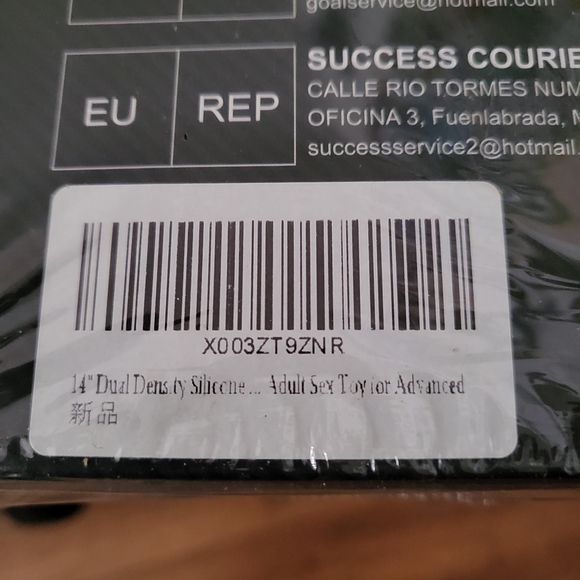 goalservice@hotmail.com
EU REP
SUCCESS COURIE
CALLE RIO TORMES NUM
OFICINA 3, Fuenlabrada, M
successservice2@hotmail.
X003ZT9ZNR
14" Dual Density Silicone ... Adult Sex Toy for Advanced
新品